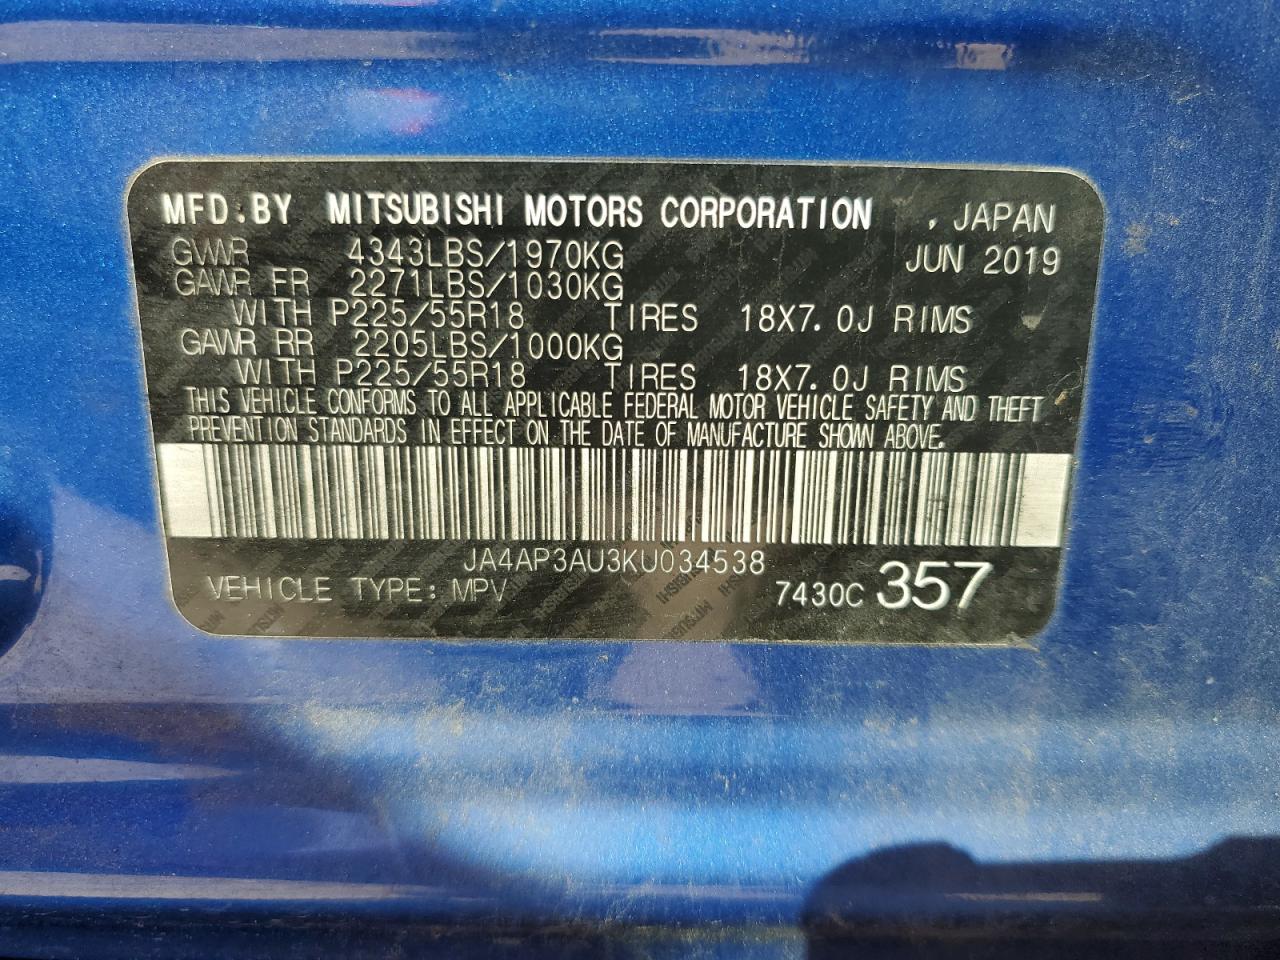 MFD.BY MITSUBISHI MOTORS CORPORATION , JAPAN
GVWR 4343LBS/1970KG JUN 2019
GAWR FR 2271LBS/1030KG
WITH P225/55R18 TIRES 18X7.0J RIMS
GAWR RR 2205LBS/1000KG
WITH P225/55R18 TIRES 18X7.0J RIMS
THIS VEHICLE CONFORMS TO ALL APPLICABLE FEDERAL MOTOR VEHICLE SAFETY AND THEFT
PREVENTION STANDARDS IN EFFECT ON THE DATE OF MANUFACTURE SHOWN ABOVE.
JA4AP3AU3KU034538
VEHICLE TYPE: MPV 7430C 357